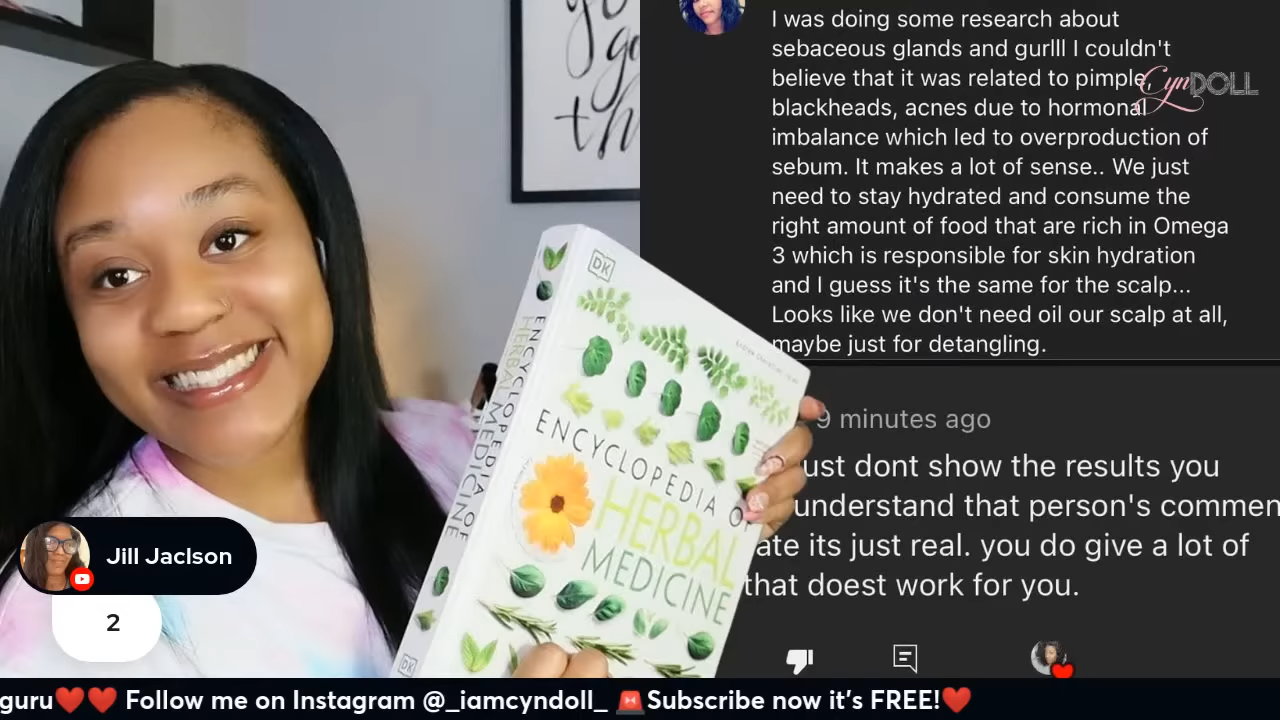 I was doing some research about
sebaceous glands and gurlll I couldn't
believe that it was related to pimple,
blackheads, acnes due to hormonal
imbalance which led to overproduction of
sebum. It makes a lot of sense.. We just
need to stay hydrated and consume the
right amount of food that are rich in Omega
3 which is responsible for skin hydration
and I guess it's the same for the scalp...
Looks like we don't need oil our scalp at all,
maybe just for detangling.
CynDOLL
9 minutes ago
ust dont show the results you
understand that person's commen
ate its just real. you do give a lot of
that doest work for you.
DK
ENCYCLOPEDIA OF
HERBAL
MEDICINE
ENCYCLOPEDIA OF
HERBAL MEDICINE
DK
Jill Jaclson
2
guru❤️❤️ Follow me on Instagram @_iamcyndoll_ 🚨Subscribe now it's FREE!❤️